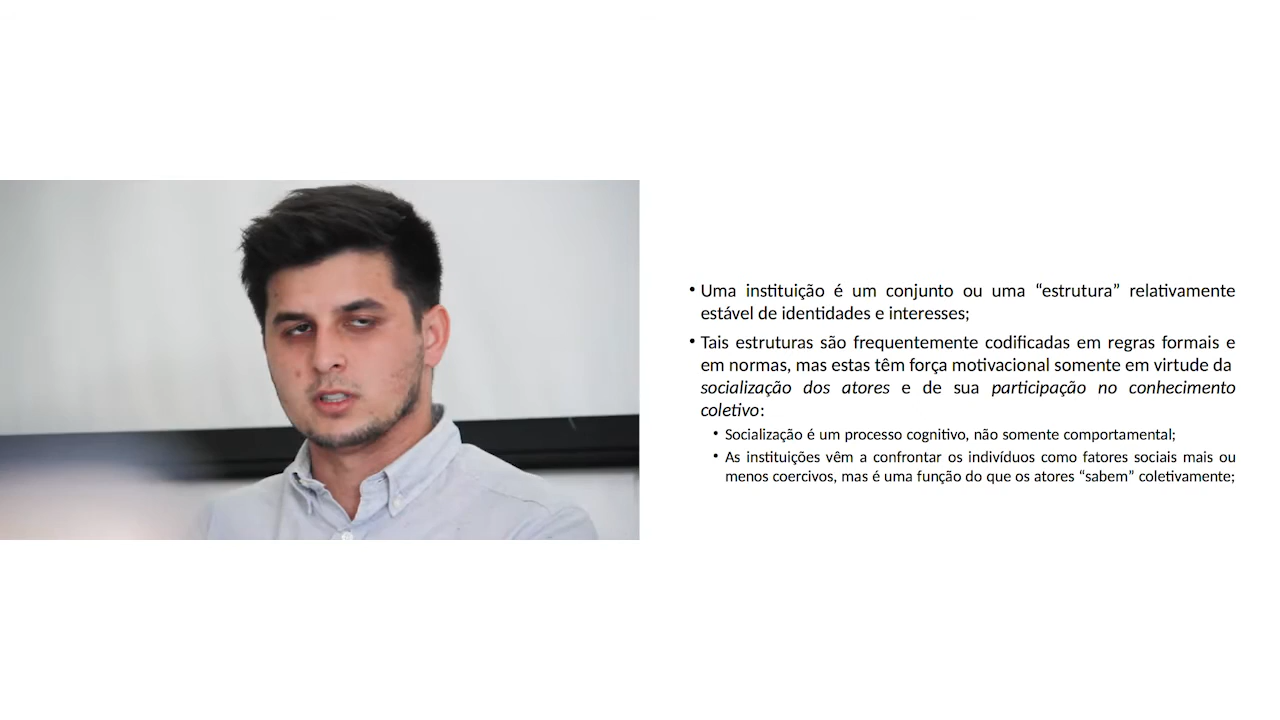 • Uma instituição é um conjunto ou uma “estrutura” relativamente
estável de identidades e interesses;
• Tais estruturas são frequentemente codificadas em regras formais e
em normas, mas estas têm força motivacional somente em virtude da
socialização dos atores e de sua participação no conhecimento
coletivo:
• Socialização é um processo cognitivo, não somente comportamental;
• As instituições vêm a confrontar os indivíduos como fatores sociais mais ou
menos coercivos, mas é uma função do que os atores “sabem” coletivamente;